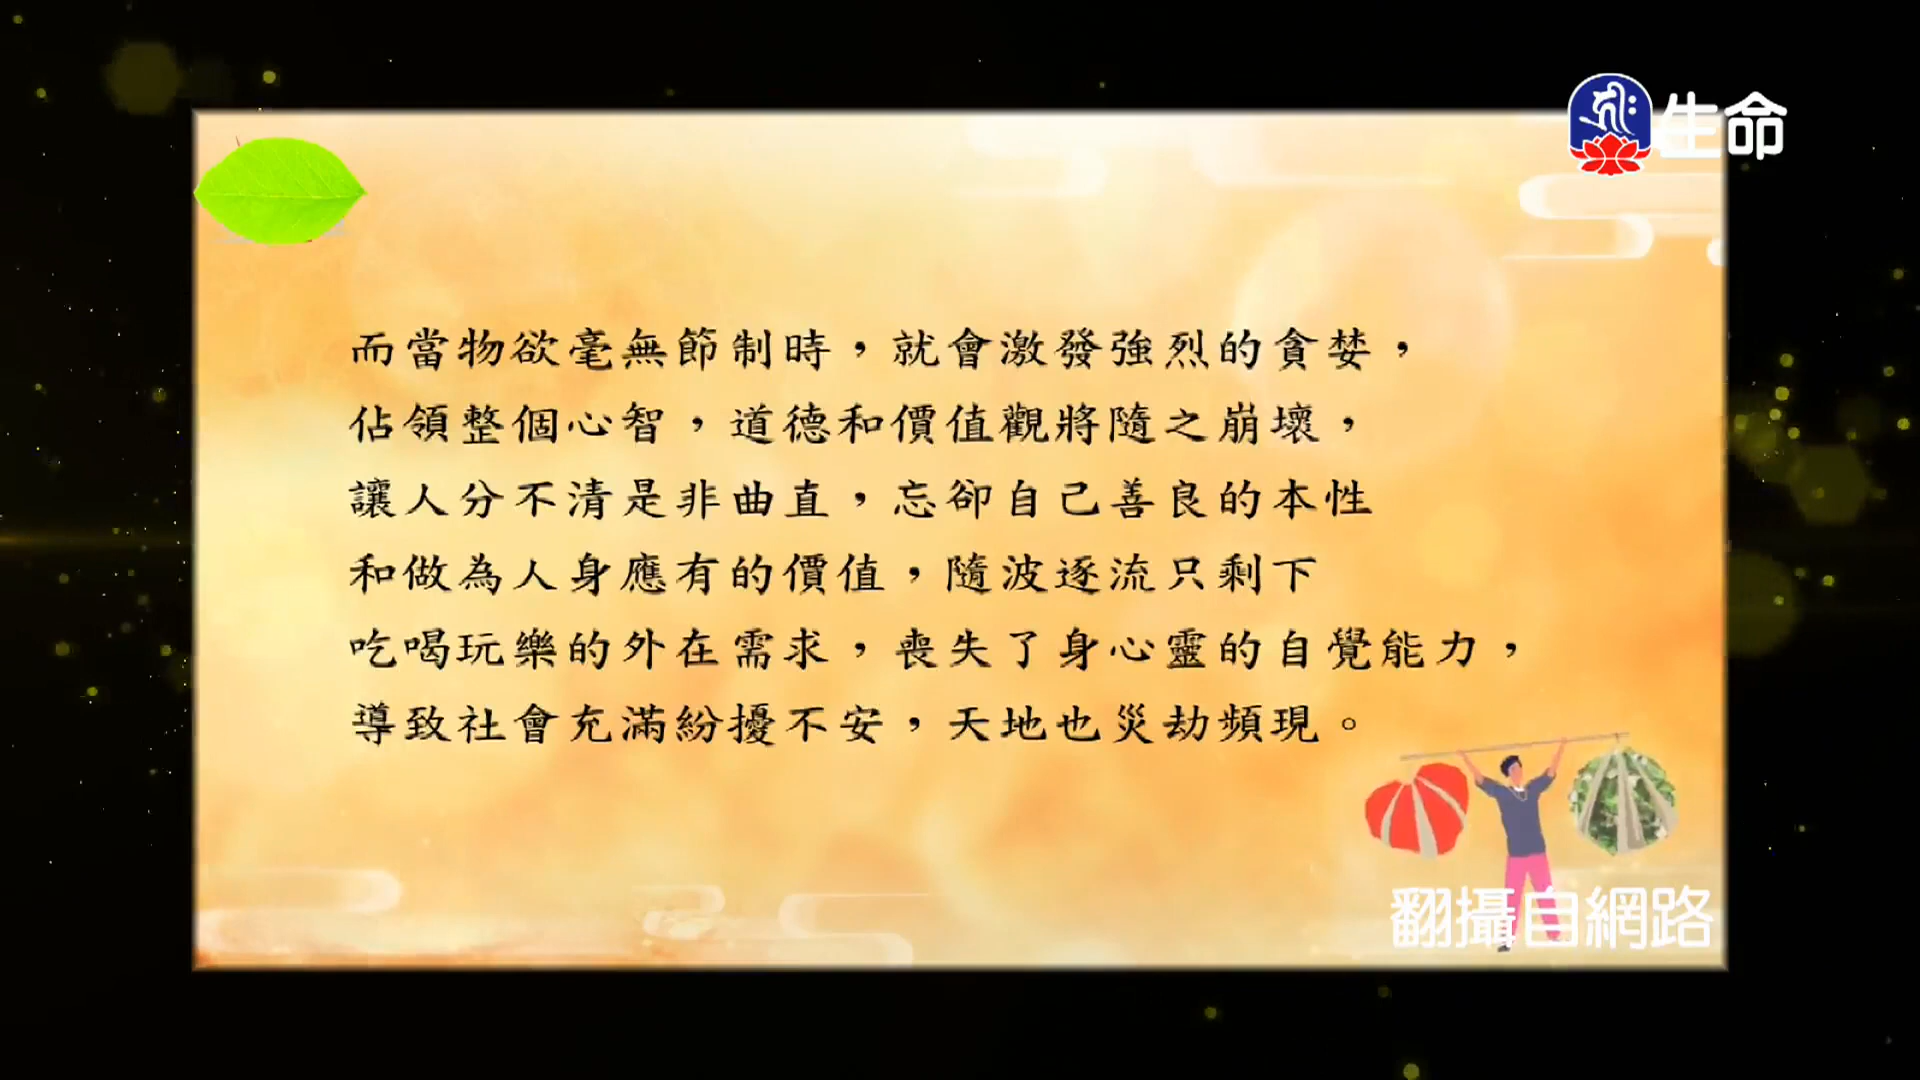 生命
而當物欲毫無節制時，就會激發強烈的貪婪，
佔領整個心智，道德和價值觀將隨之崩壞，
讓人分不清是非曲直，忘卻自己善良的本性
和做為人身應有的價值，隨波逐流只剩下
吃喝玩樂的外在需求，喪失了身心靈的自覺能力，
導致社會充滿紛擾不安，天地也災劫頻現。
翻攝自網路